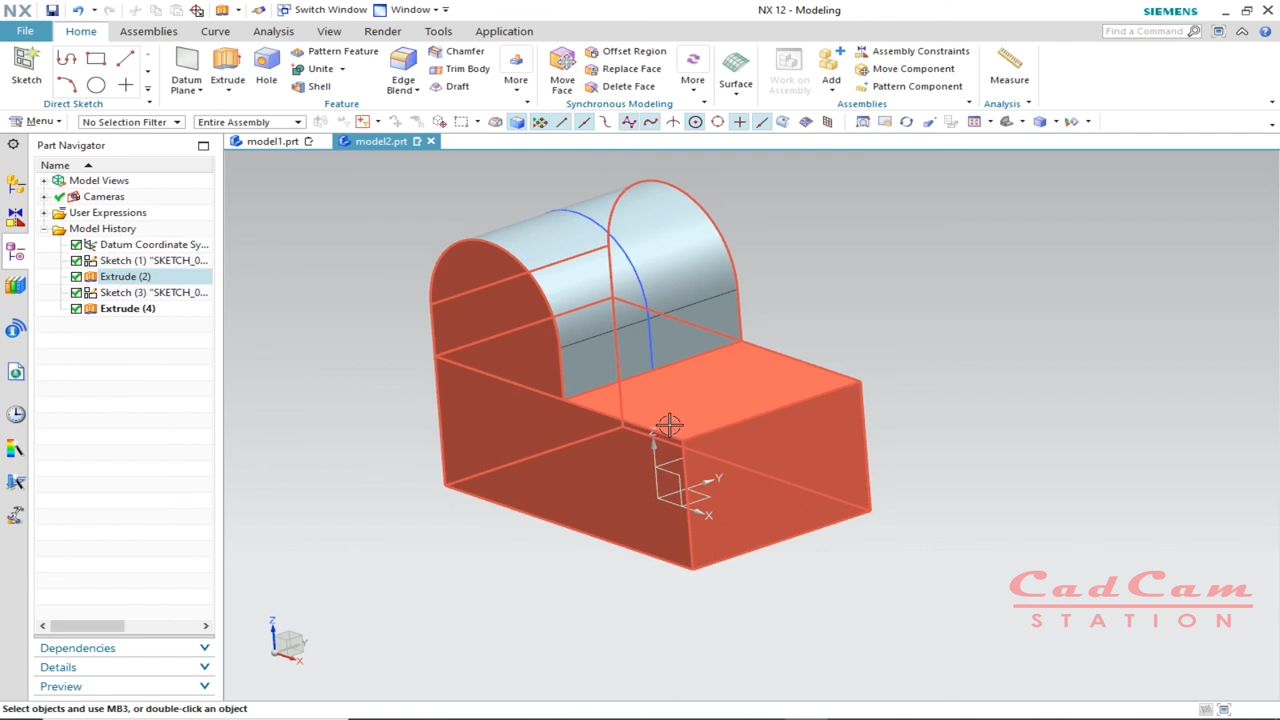 NX
Switch Window
Window
NX 12 - Modeling
SIEMENS
File
Home
Assemblies
Curve
Analysis
View
Render
Tools
Application
Find a Command
Sketch
Direct Sketch
Datum Plane
Extrude
Hole
Pattern Feature
Unite
Shell
Edge Blend
Chamfer
Trim Body
Draft
More
Feature
Move Face
Offset Region
Replace Face
Delete Face
More
Synchronous Modeling
Surface
Work on Assembly
Add
Assembly Constraints
Move Component
Pattern Component
Assemblies
Measure
Analysis
Menu
No Selection Filter
Entire Assembly
Part Navigator
model1.prt
model2.prt
Name
Model Views
Cameras
User Expressions
Model History
Datum Coordinate Sy...
Sketch (1) "SKETCH_0...
Extrude (2)
Sketch (3) "SKETCH_0...
Extrude (4)
Z
Y
X
CadCam
STATION
Z
Y
X
Dependencies
Details
Preview
Select objects and use MB3, or double-click an object